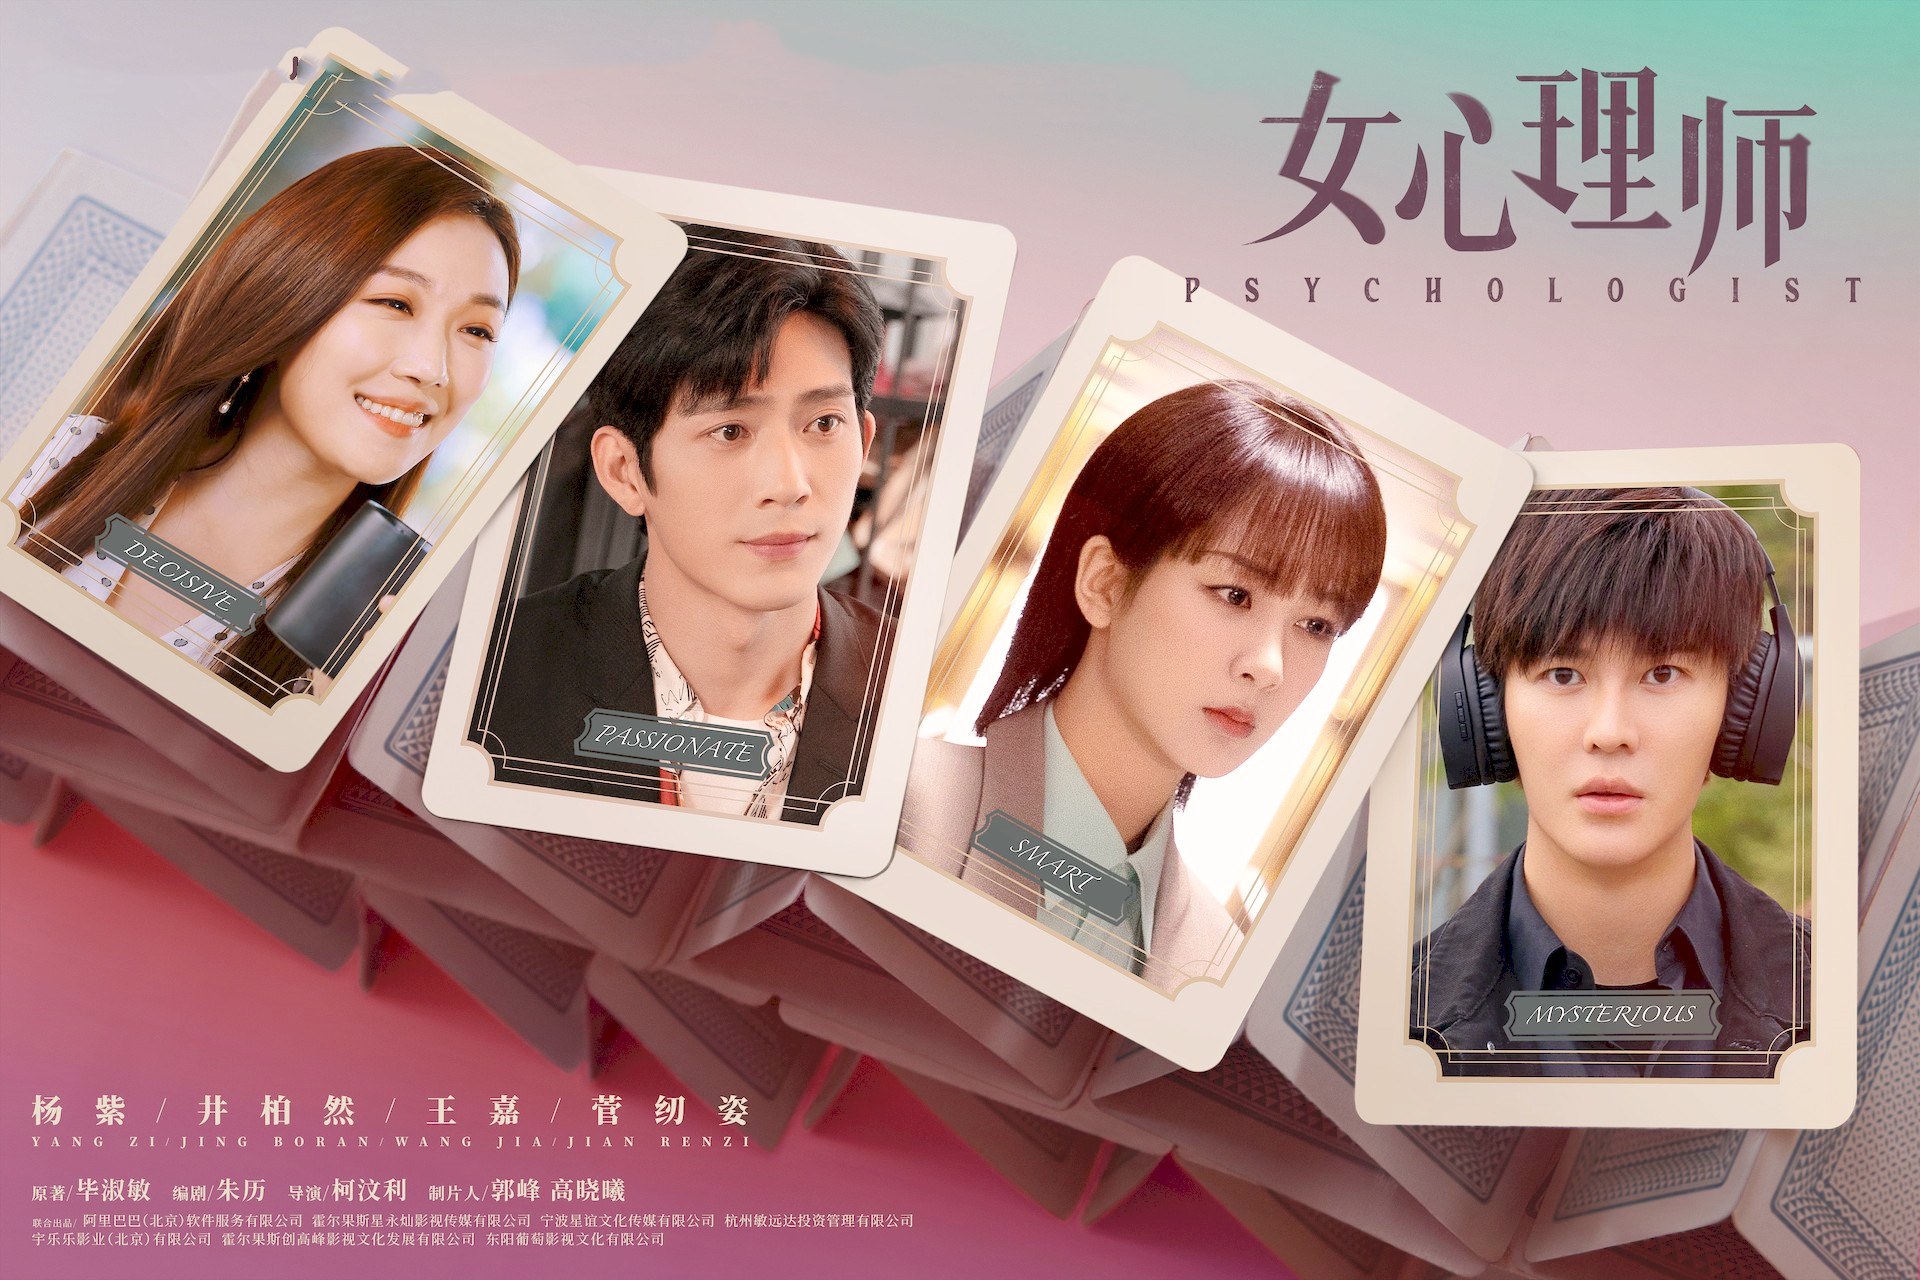 女心理师
PSYCHOLOGIST
DECISIVE
PASSIONATE
SMART
MYSTERIOUS
杨紫/井柏然/王嘉/菅纫姿
YANG ZI/JING BORAN/WANG JIA/JIAN RENZI
原著/毕淑敏 编剧/朱历 导演/柯汶利 制片人/郭峰 高晓曦
联合出品/ 阿里巴巴(北京)软件服务有限公司 霍尔果斯星永灿影视传媒有限公司 宁波星谊文化传媒有限公司 杭州敏远达投资管理有限公司
宇乐乐影业(北京)有限公司 霍尔果斯创高峰影视文化发展有限公司 东阳葡萄影视文化有限公司